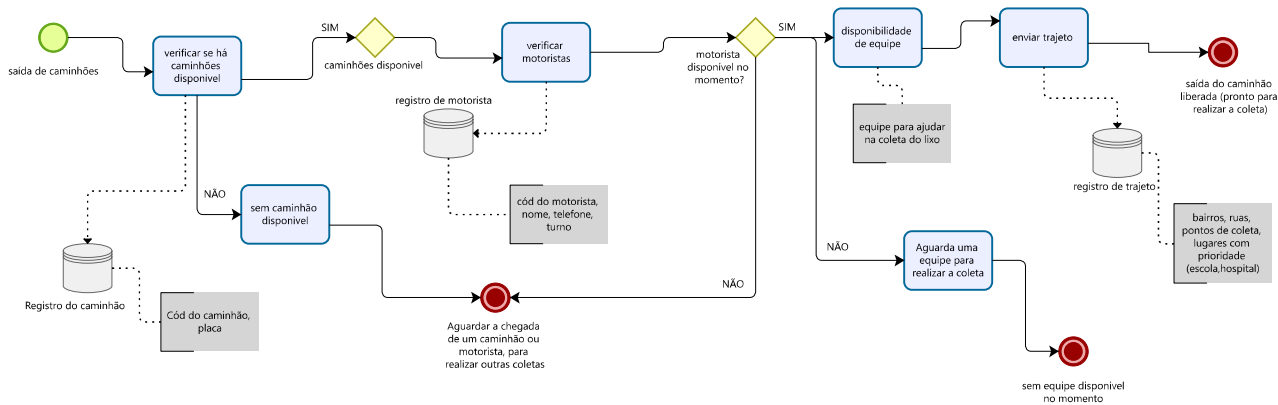 saída de caminhões
verificar se há
caminhões
disponivel
SIM
caminhões disponivel
verificar
motoristas
motorista
disponível no
momento?
SIM
disponibilidade
de equipe
enviar trajeto
saída do caminhão
liberada (pronto para
realizar a coleta)
registro de motorista
equipe para ajudar
na coleta do lixo
registro de trajeto
NÃO
sem caminhão
disponivel
cód do motorista,
nome, telefone,
turno
bairros, ruas,
pontos de coleta,
lugares com
prioridade
(escola,hospital)
NÃO
Aguarda uma
equipe para
realizar a coleta
Registro do caminhão
Cód do caminhão,
placa
NÃO
Aguardar a chegada
de um caminhão ou
motorista, para
realizar outras coletas
sem equipe disponivel
no momento